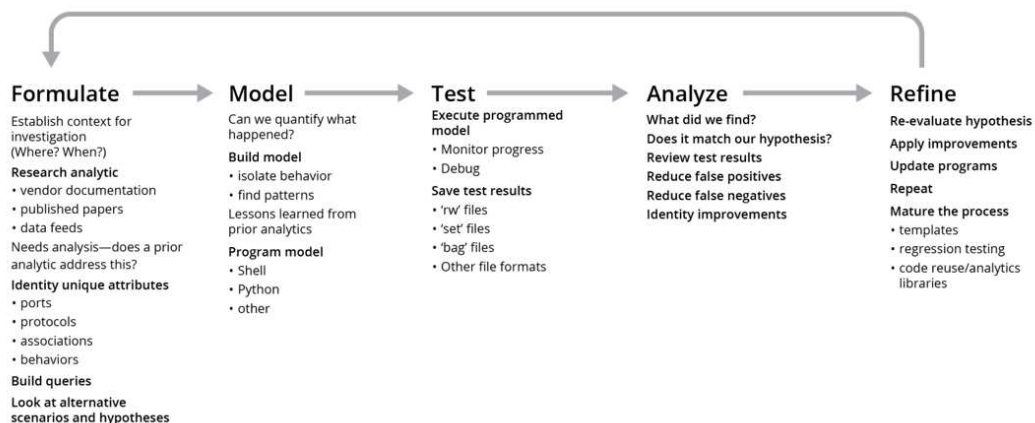 Formulate
Establish context for
investigation
(Where? When?)
Research analytic
• vendor documentation
• published papers
• data feeds
Needs analysis—does a prior
analytic address this?
Identity unique attributes
• ports
• protocols
• associations
• behaviors
Build queries
Look at alternative
scenarios and hypotheses
Model
Can we quantify what
happened?
Build model
• isolate behavior
• find patterns
Lessons learned from
prior analytics
Program model
• Shell
• Python
• other
Test
Execute programmed
model
• Monitor progress
• Debug
Save test results
• ‘rw’ files
• ‘set’ files
• ‘bag’ files
• Other file formats
Analyze
What did we find?
Does it match our hypothesis?
Review test results
Reduce false positives
Reduce false negatives
Identity improvements
Refine
Re-evaluate hypothesis
Apply improvements
Update programs
Repeat
Mature the process
• templates
• regression testing
• code reuse/analytics
libraries